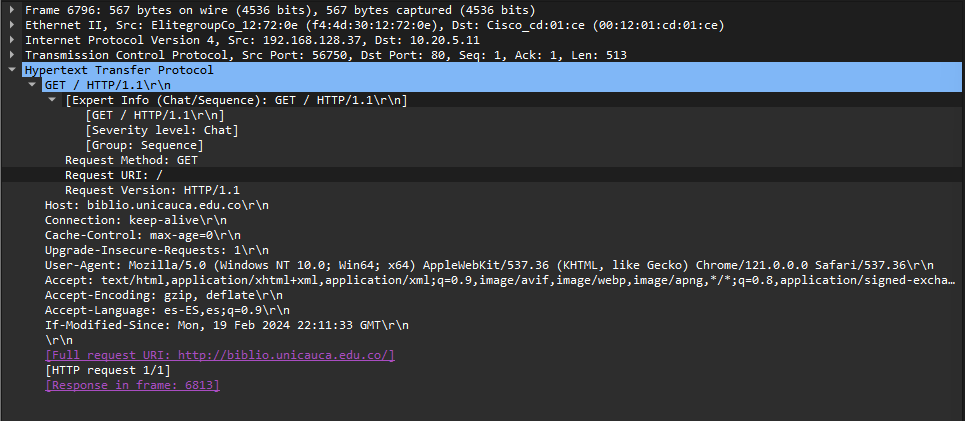 Frame 6796: 567 bytes on wire (4536 bits), 567 bytes captured (4536 bits)
Ethernet II, Src: ElitegroupCo_12:72:0e (f4:4d:30:12:72:0e), Dst: Cisco_cd:01:ce (00:12:01:cd:01:ce)
Internet Protocol Version 4, Src: 192.168.128.37, Dst: 10.20.5.11
Transmission Control Protocol, Src Port: 56750, Dst Port: 80, Seq: 1, Ack: 1, Len: 513
Hypertext Transfer Protocol
GET / HTTP/1.1\r\n
[Expert Info (Chat/Sequence): GET / HTTP/1.1\r\n]
[GET / HTTP/1.1\r\n]
[Severity level: Chat]
[Group: Sequence]
Request Method: GET
Request URI: /
Request Version: HTTP/1.1
Host: biblio.unicauca.edu.co\r\n
Connection: keep-alive\r\n
Cache-Control: max-age=0\r\n
Upgrade-Insecure-Requests: 1\r\n
User-Agent: Mozilla/5.0 (Windows NT 10.0; Win64; x64) AppleWebKit/537.36 (KHTML, like Gecko) Chrome/121.0.0.0 Safari/537.36\r\n
Accept: text/html,application/xhtml+xml,application/xml;q=0.9,image/avif,image/webp,image/apng,*/*;q=0.8,application/signed-excha…
Accept-Encoding: gzip, deflate\r\n
Accept-Language: es-ES,es;q=0.9\r\n
If-Modified-Since: Mon, 19 Feb 2024 22:11:33 GMT\r\n
\r\n
[Full request URI: http://biblio.unicauca.edu.co/]
[HTTP request 1/1]
[Response in frame: 6813]